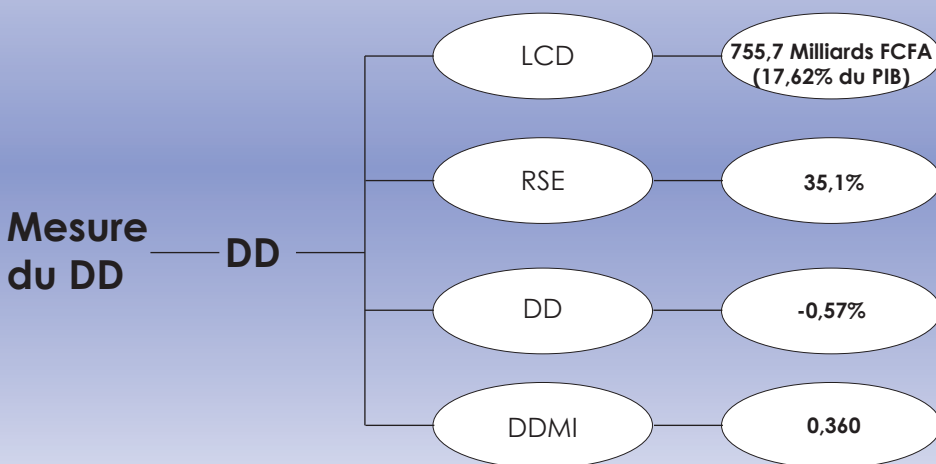 Mesure
du DD
DD
LCD
755,7 Milliards FCFA
(17,62% du PIB)
RSE
35,1%
DD
-0,57%
DDMI
0,360